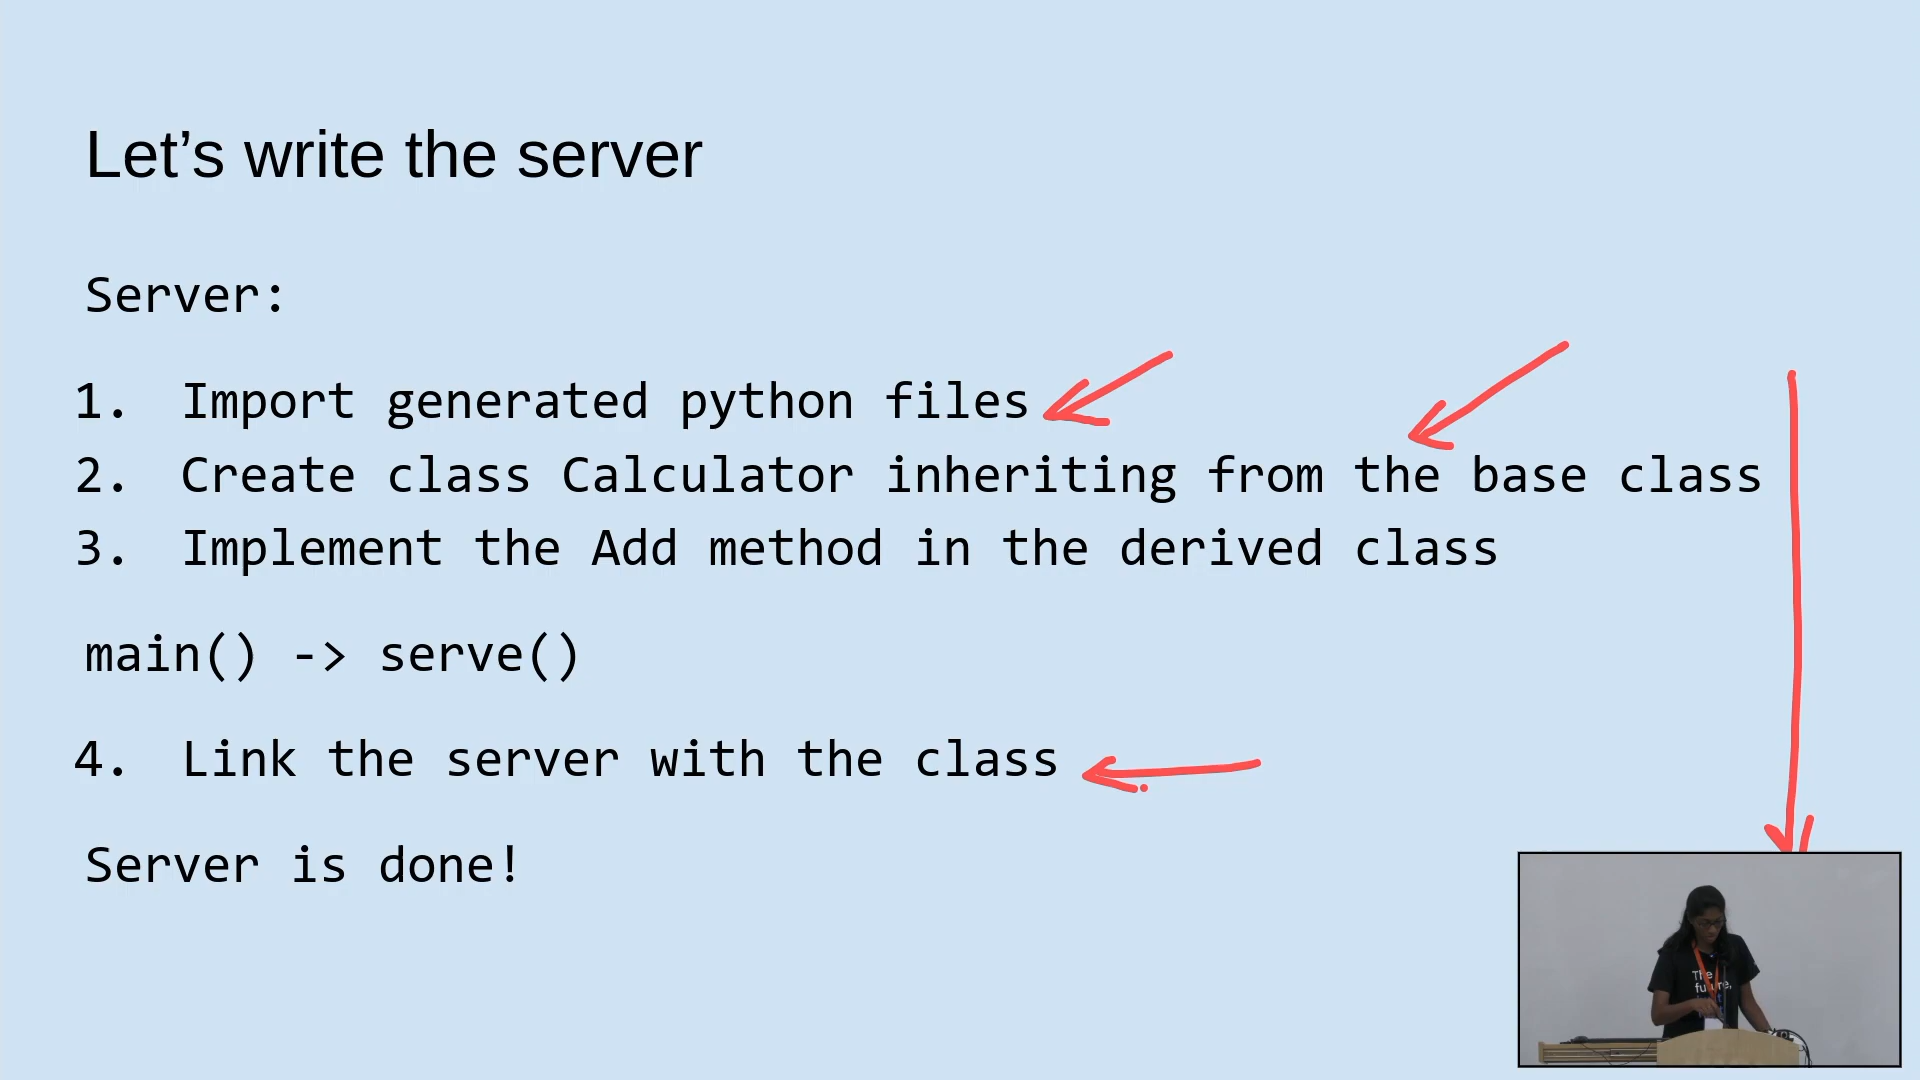 Let’s write the server
Server:
1. Import generated python files
2. Create class Calculator inheriting from the base class
3. Implement the Add method in the derived class
main() -> serve()
4. Link the server with the class
Server is done!
The
future.